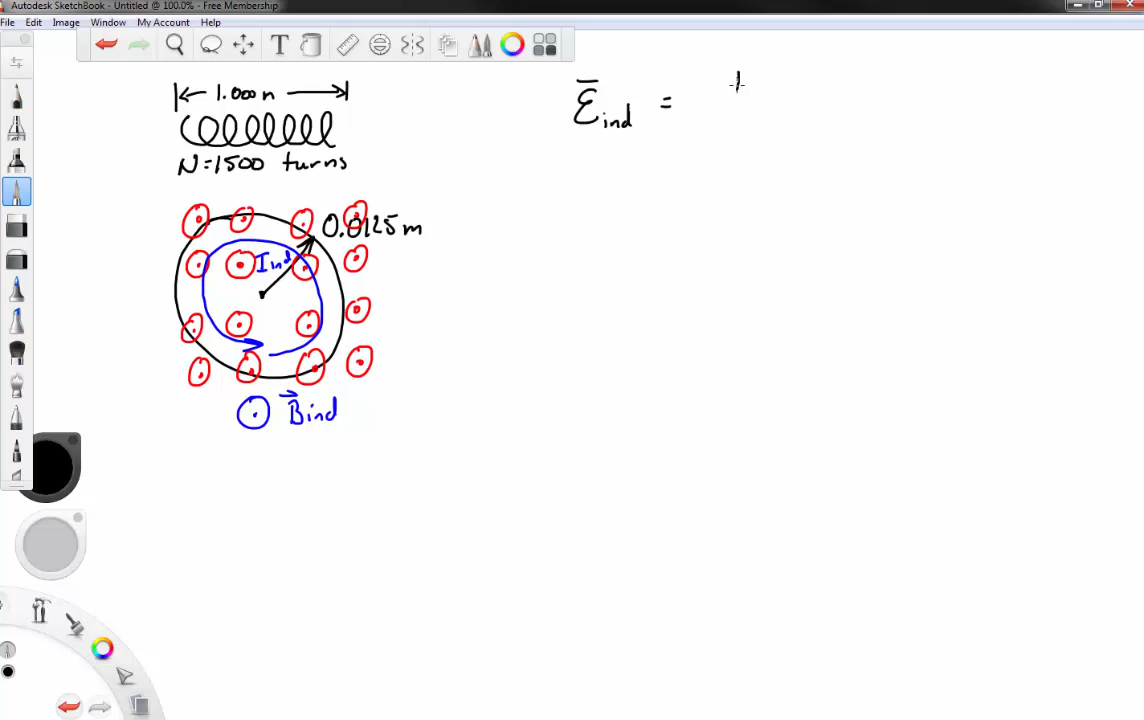 Autodesk SketchBook - Untitled @ 100.0% - Free Membership
File Edit Image Window My Account Help
1.000 m
N=1500 turns
0.0125 m
Ind
B⃗ind
ε̅ind =